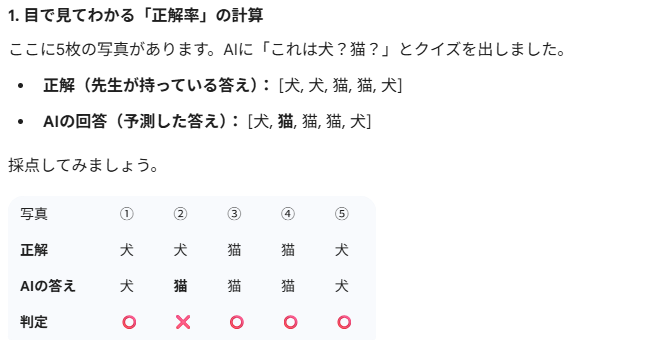 1. 目で見てわかる「正解率」の計算
ここに5枚の写真があります。AIに「これは犬？猫？」とクイズを出しました。
• 正解（先生が持っている答え）： [犬, 犬, 猫, 猫, 犬]
• AIの回答（予測した答え）： [犬, 猫, 猫, 猫, 犬]
採点してみましょう。
写真 ① ② ③ ④ ⑤
正解 犬 犬 猫 猫 犬
AIの答え 犬 猫 猫 猫 犬
判定 ⭕ ❌ ⭕ ⭕ ⭕